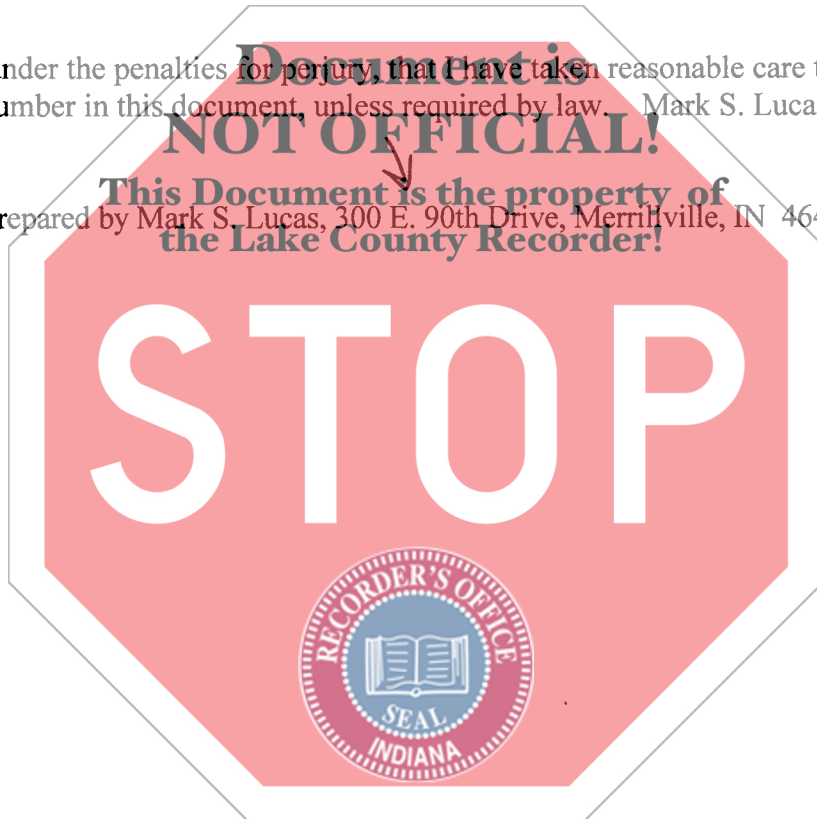 Document is
nder the penalties for perjury, that I have taken reasonable care t
umber in this document, unless required by law. Mark S. Luca
NOT OFFICIAL!
This Document is the property of
repared by Mark S. Lucas, 300 E. 90th Drive, Merrillville, IN 464
the Lake County Recorder!
STOP
RECORDER'S OFFICE
SEAL
INDIANA